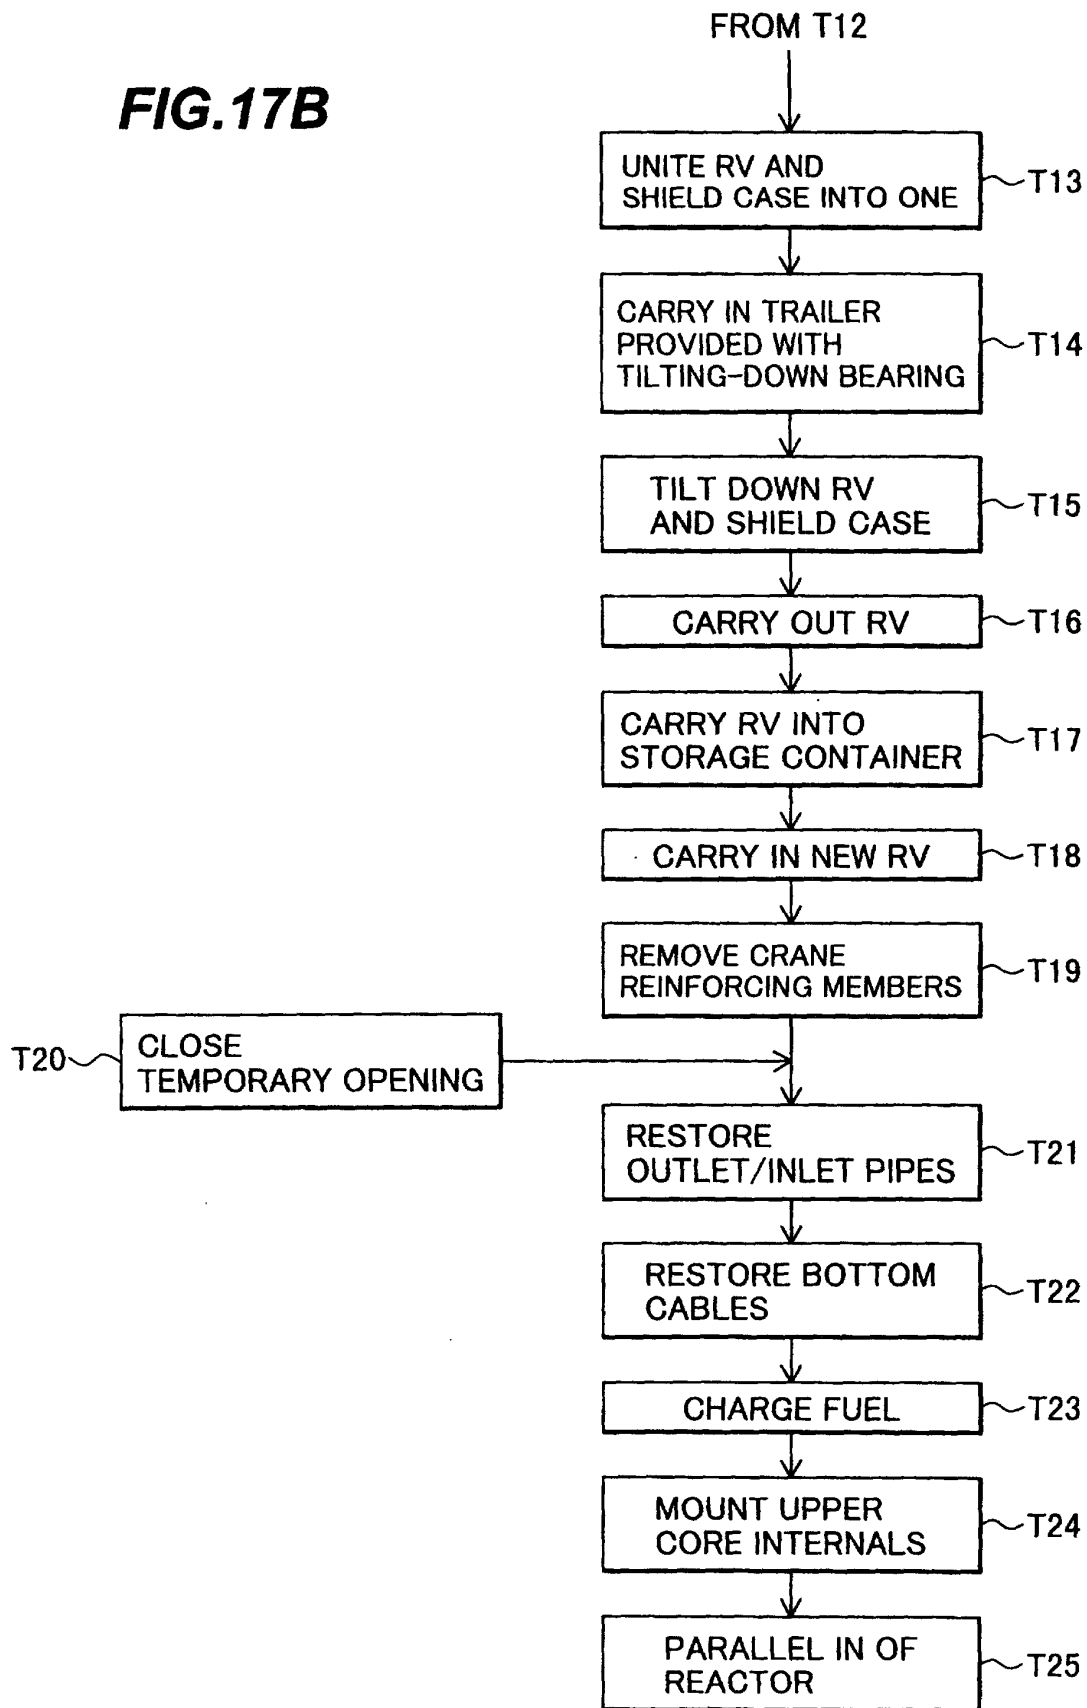 FROM T12
FIG.17B
UNITE RV AND
SHIELD CASE INTO ONE
T13
CARRY IN TRAILER
PROVIDED WITH
TILTING-DOWN BEARING
T14
TILT DOWN RV
AND SHIELD CASE
T15
CARRY OUT RV
T16
CARRY RV INTO
STORAGE CONTAINER
T17
CARRY IN NEW RV
T18
REMOVE CRANE
REINFORCING MEMBERS
T19
T20
CLOSE
TEMPORARY OPENING
RESTORE
OUTLET/INLET PIPES
T21
RESTORE BOTTOM
CABLES
T22
CHARGE FUEL
T23
MOUNT UPPER
CORE INTERNALS
T24
PARALLEL IN OF
REACTOR
T25